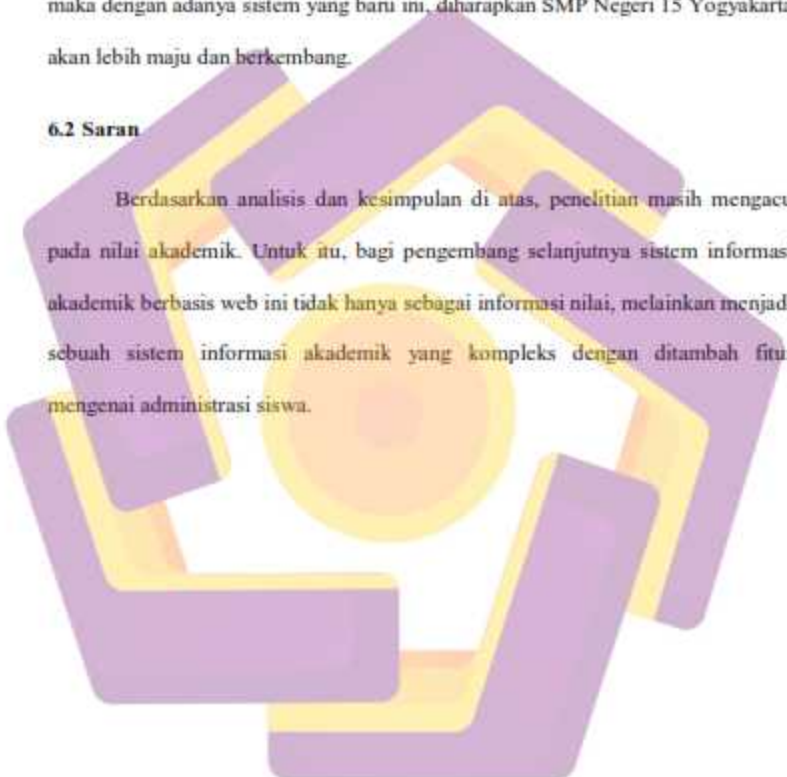 maka dengan adanya sistem yang baru ini, diharapkan SMP Negeri 15 Yogyakarta
akan lebih maju dan berkembang.
6.2 Saran
Berdasarkan analisis dan kesimpulan di atas, penelitian masih mengacu
pada nilai akademik. Untuk itu, bagi pengembang selanjutnya sistem informas
akademik berbasis web ini tidak hanya sebagai informasi nilai, melainkan menjad
sebuah sistem informasi akademik yang kompleks dengan ditambah fitu
mengenai administrasi siswa.